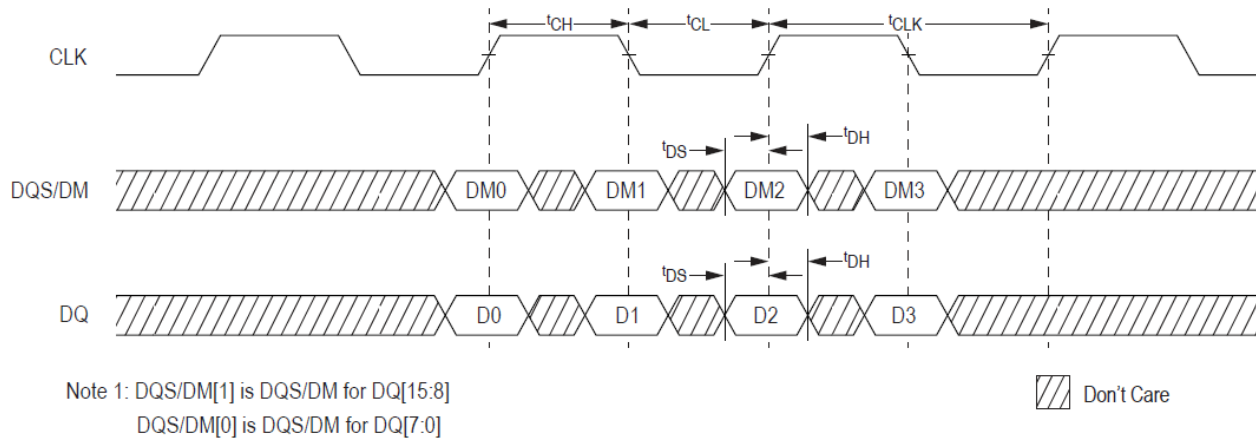 tCH tCL tCLK
CLK
tDS tDH
DQS/DM DM0 DM1 DM2 DM3
tDS tDH
DQ D0 D1 D2 D3
Note 1: DQS/DM[1] is DQS/DM for DQ[15:8]
DQS/DM[0] is DQS/DM for DQ[7:0]
Don't Care